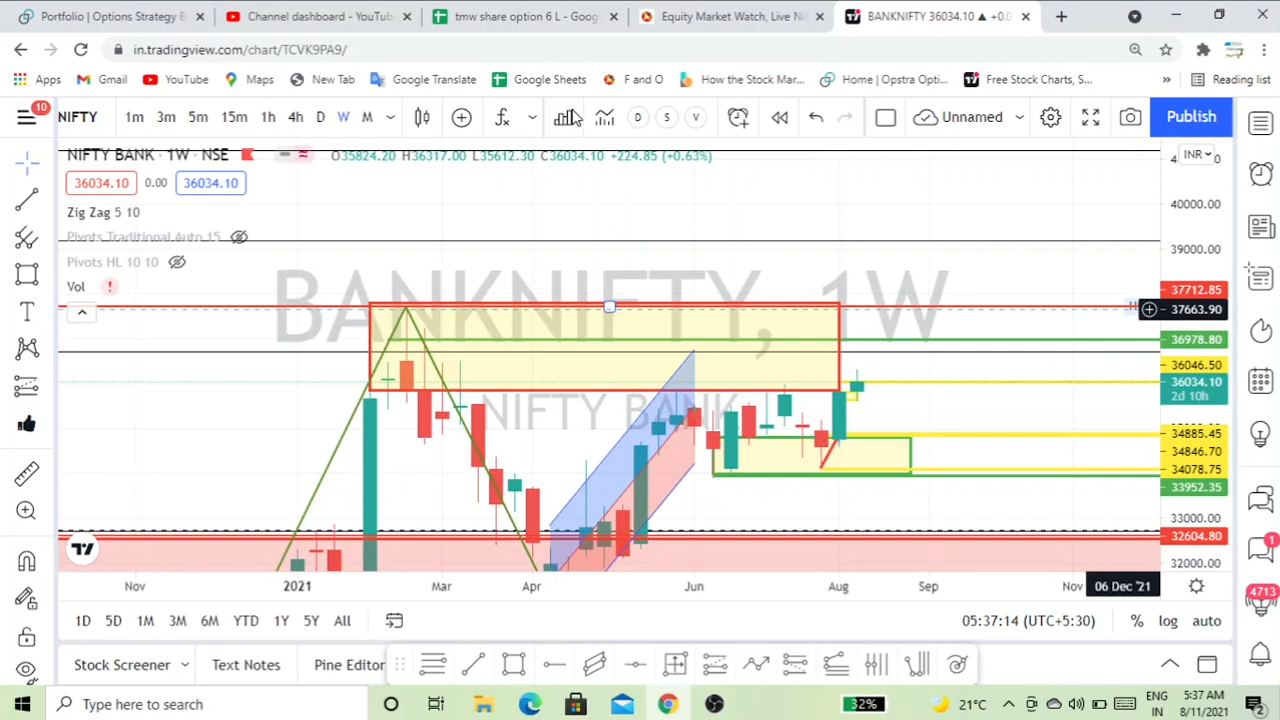 Portfolio | Options Strategy B
Channel dashboard - YouTub
tmw share option 6 L - Goog
Equity Market Watch, Live Ni
BANKNIFTY 36034.10 ▲ +0.0
in.tradingview.com/chart/TCVK9PA9/
Apps Gmail YouTube Maps New Tab Google Translate Google Sheets F and O How the Stock Mar... Home | Opstra Opti... Free Stock Charts, S... » Reading list
10
NIFTY 1m 3m 5m 15m 1h 4h D W M D S V Unnamed Publish
NIFTY BANK · 1W · NSE O35824.20 H36317.00 L35612.30 C36034.10 +224.85 (+0.63%)
INR
36034.10 0.00 36034.10
Zig Zag 5 10
Pivots Traditional Auto 15
Pivots HL 10 10
Vol
BANKNIFTY, 1W
NIFTY BANK
40000.00
39000.00
37712.85
37663.90
36978.80
36046.50
36034.10
2d 10h
34885.45
34846.70
34078.75
33952.35
33000.00
32604.80
32000.00
Nov 2021 Mar Apr Jun Aug Sep Nov 06 Dec '21
1D 5D 1M 3M 6M YTD 1Y 5Y All 05:37:14 (UTC+5:30) % log auto
1
4713
Stock Screener Text Notes Pine Editor
Type here to search
32% 21°C ENG IN 5:37 AM 8/11/2021 2